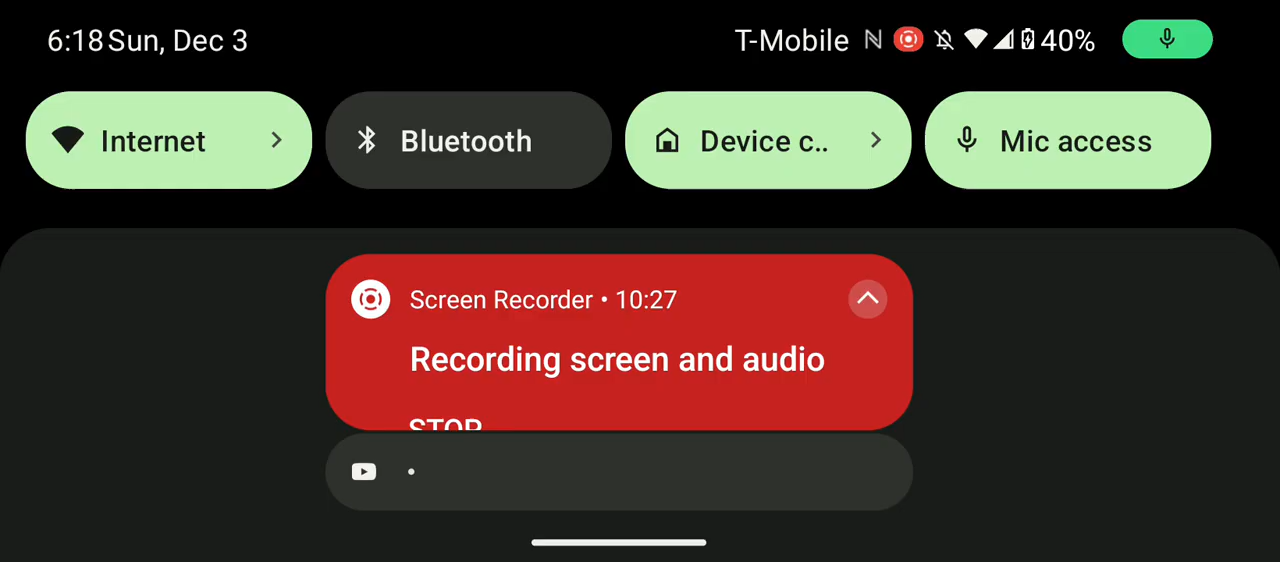 6:18 Sun, Dec 3 T-Mobile 40%
Internet Bluetooth Device c.. Mic access
Screen Recorder • 10:27
Recording screen and audio
STOP